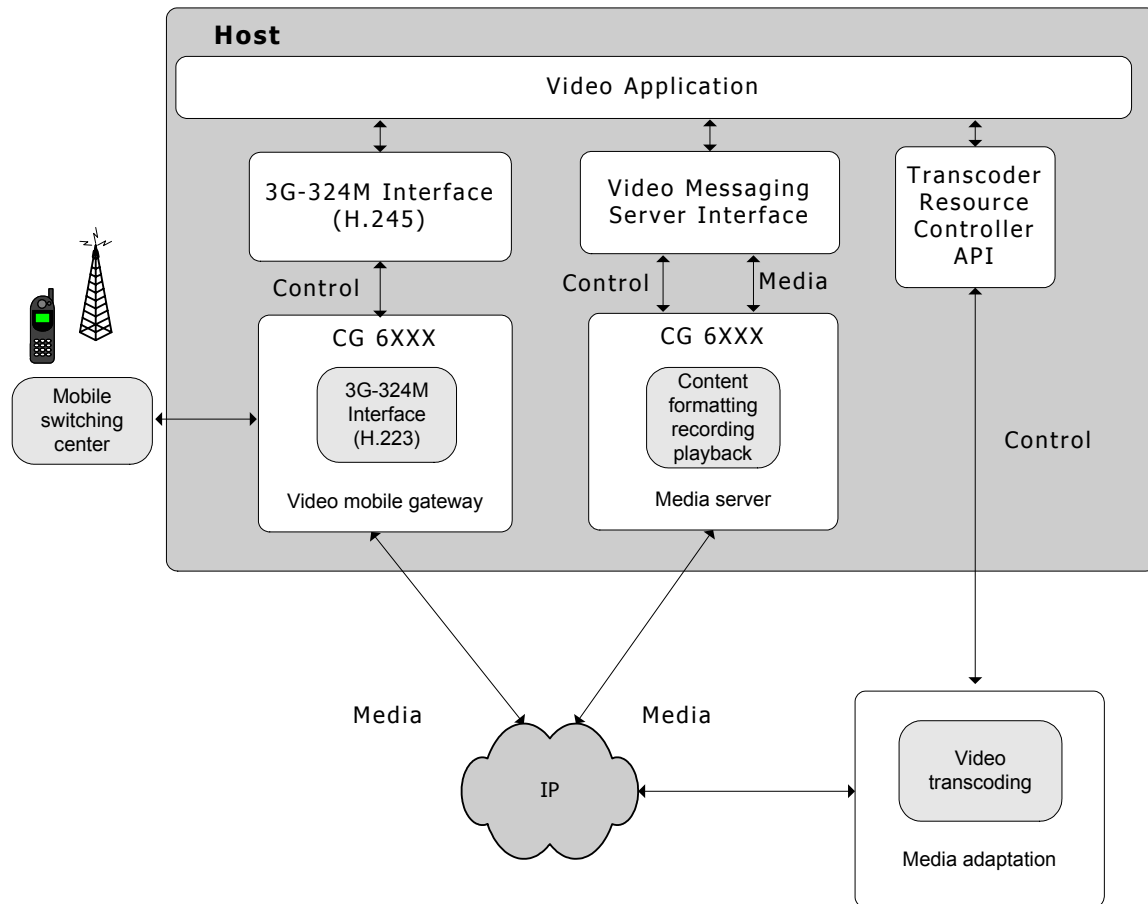 Host
Video Application
3G-324M Interface
(H.245)
Video Messaging
Server Interface
Transcoder
Resource
Controller
API
Control
Control
Media
CG 6XXX
3G-324M
Interface
(H.223)
Video mobile gateway
CG 6XXX
Content
formatting
recording
playback
Media server
Mobile
switching
center
Control
Media
Media
IP
Video
transcoding
Media adaptation